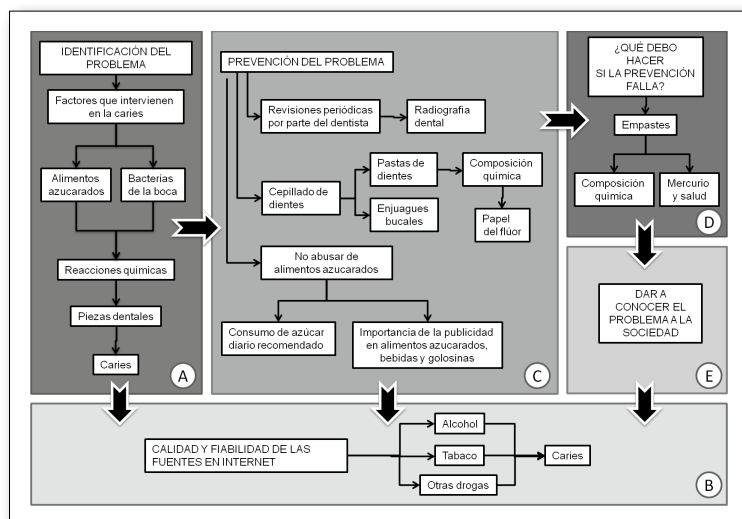 IDENTIFICACIÓN DEL
PROBLEMA
Factores que intervienen
en la caries
Alimentos
azucarados
Bacterias
de la boca
Reacciones químicas
Piezas dentales
Caries
A
PREVENCIÓN DEL PROBLEMA
Revisiones periódicas
por parte del dentista
Radiografia
dental
Cepillado de
dientes
Pastas de
dientes
Composición
quimica
Enjuagues
bucales
Papel
del flúor
No abusar de
alimentos azucarados
Consumo de azúcar
diario recomendado
Importancia de la publicidad
en alimentos azucarados,
bebidas y golosinas
C
¿QUÉ DEBO
HACER
SI LA PREVENCIÓN
FALLA?
Empastes
Composición
quimica
Mercurio
y salud
D
DAR A
CONOCER EL
PROBLEMA A LA
SOCIEDAD
E
CALIDAD Y FIABILIDAD DE LAS
FUENTES EN INTERNET
Alcohol
Tabaco
Otras drogas
Caries
B